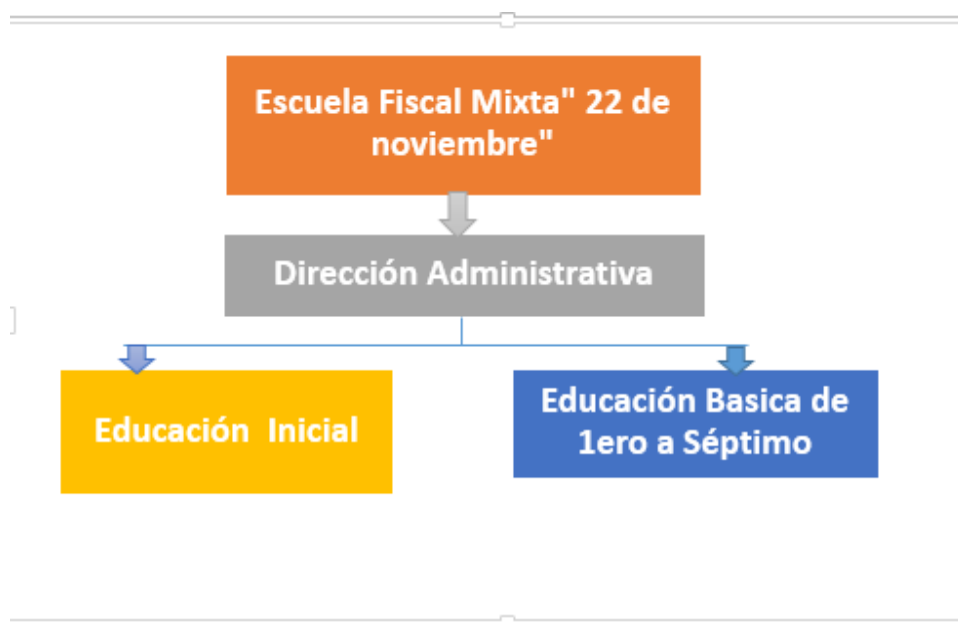 Escuela Fiscal Mixta" 22 de
noviembre"
Dirección Administrativa
Educación  Inicial
Educación Basica de
1ero a Séptimo